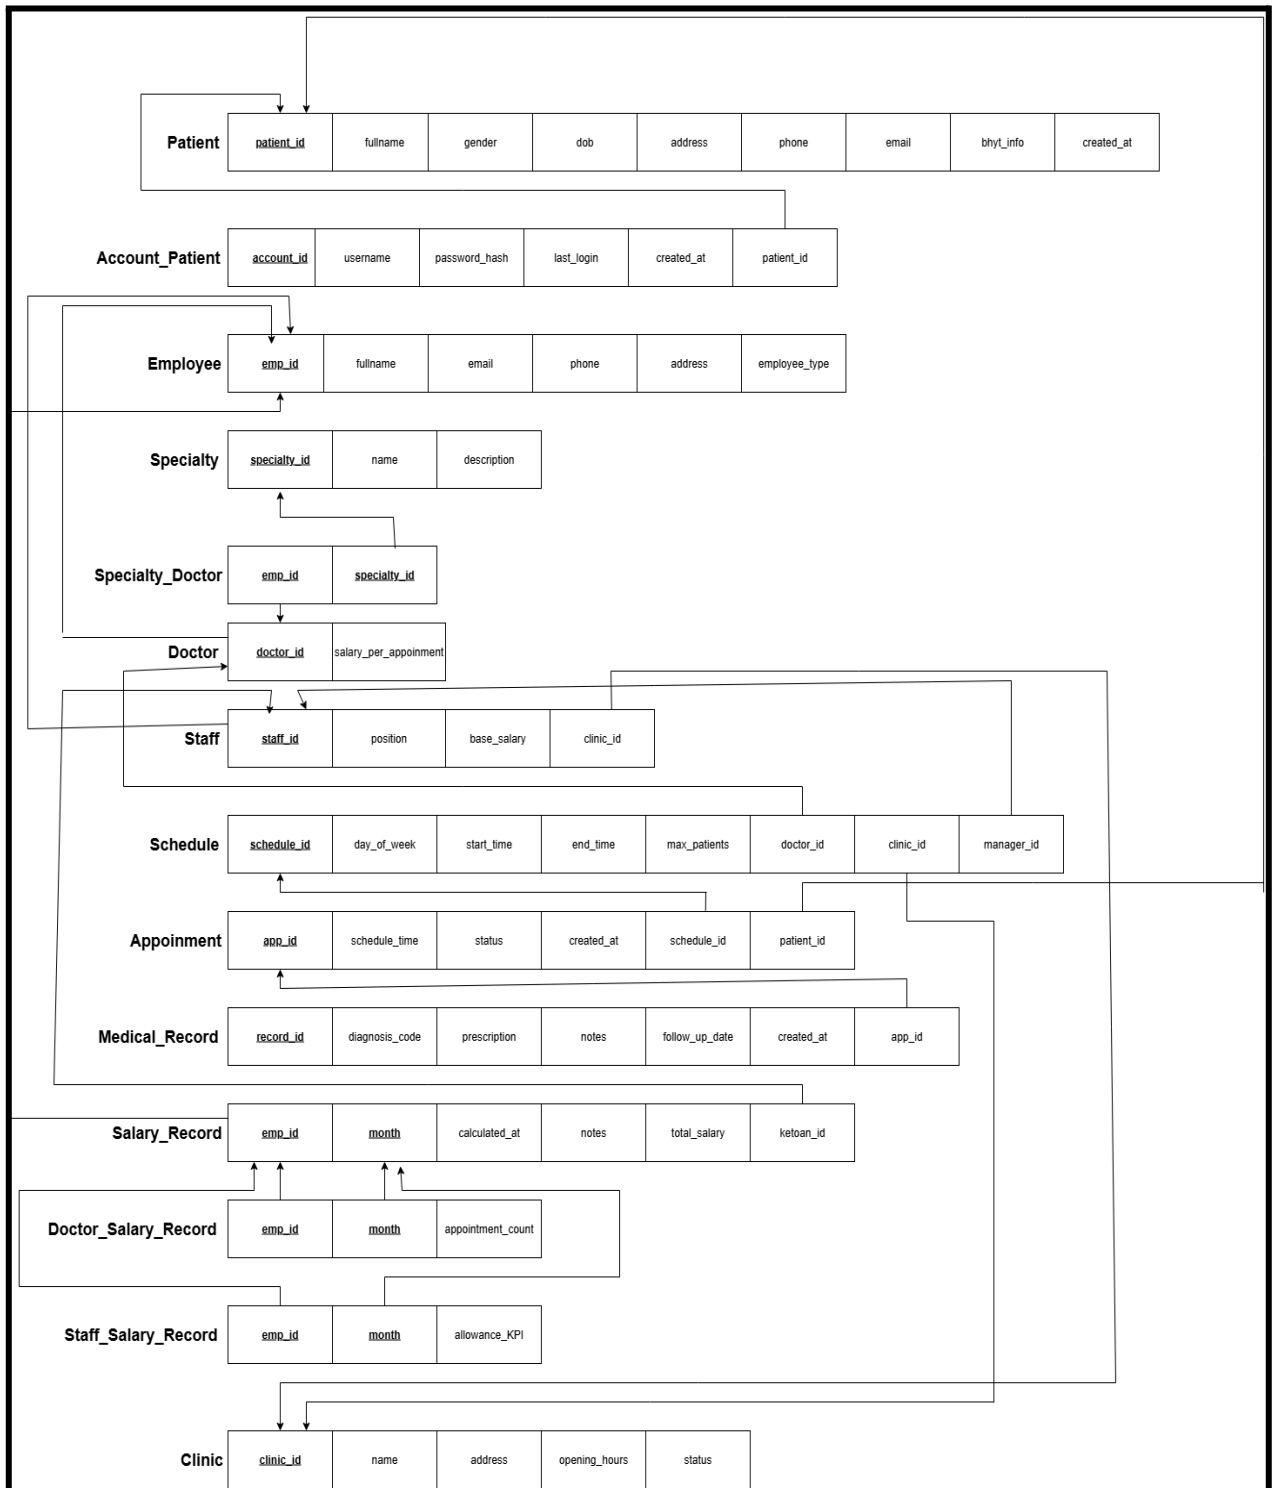 Patient patient_id fullname gender dob address phone email bhyt_info created_at
Account_Patient account_id username password_hash last_login created_at patient_id
Employee emp_id fullname email phone address employee_type
Specialty specialty_id name description
Specialty_Doctor emp_id specialty_id
Doctor doctor_id salary_per_appoinment
Staff staff_id position base_salary clinic_id
Schedule schedule_id day_of_week start_time end_time max_patients doctor_id clinic_id manager_id
Appoinment app_id schedule_time status created_at schedule_id patient_id
Medical_Record record_id diagnosis_code prescription notes follow_up_date created_at app_id
Salary_Record emp_id month calculated_at notes total_salary ketoan_id
Doctor_Salary_Record emp_id month appointment_count
Staff_Salary_Record emp_id month allowance_KPI
Clinic clinic_id name address opening_hours status